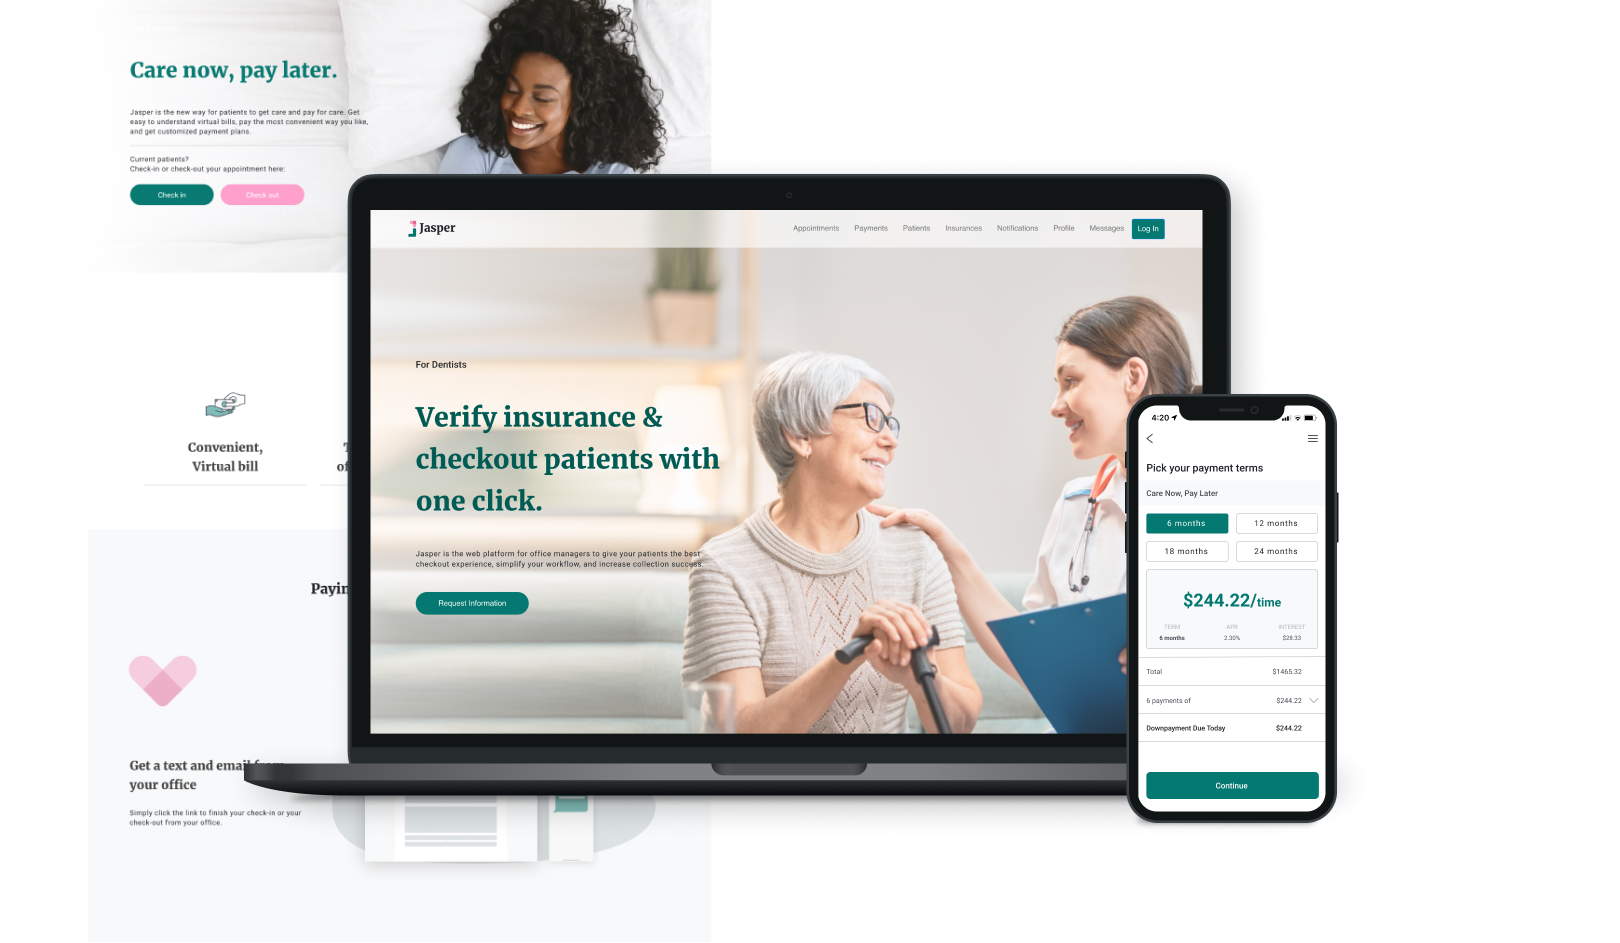 Care now, pay later.
Jasper is the new way for patients to get care and pay for care. Get
easy to understand virtual bills, pay the most convenient way you like,
and get customized payment plans.
Current patients?
Check-in or check-out your appointment here:
Check in
Check out
Convenient,
Virtual bill
Get a text and email from
your office
Simply click the link to finish your check-in or your
check-out from your office.
Jasper
Appointments
Payments
Patients
Insurances
Notifications
Profile
Messages
Log In
For Dentists
Verify insurance &
checkout patients with
one click.
Jasper is the web platform for office managers to give your patients the best
checkout experience, simplify your workflow, and increase collection success.
Request Information
4:20
Pick your payment terms
Care Now, Pay Later
6 months
12 months
18 months
24 months
$244.22/time
TERM
APR
INTEREST
6 months
2.30%
$28.33
Total
$1465.32
6 payments of
$244.22
Downpayment Due Today
$244.22
Continue